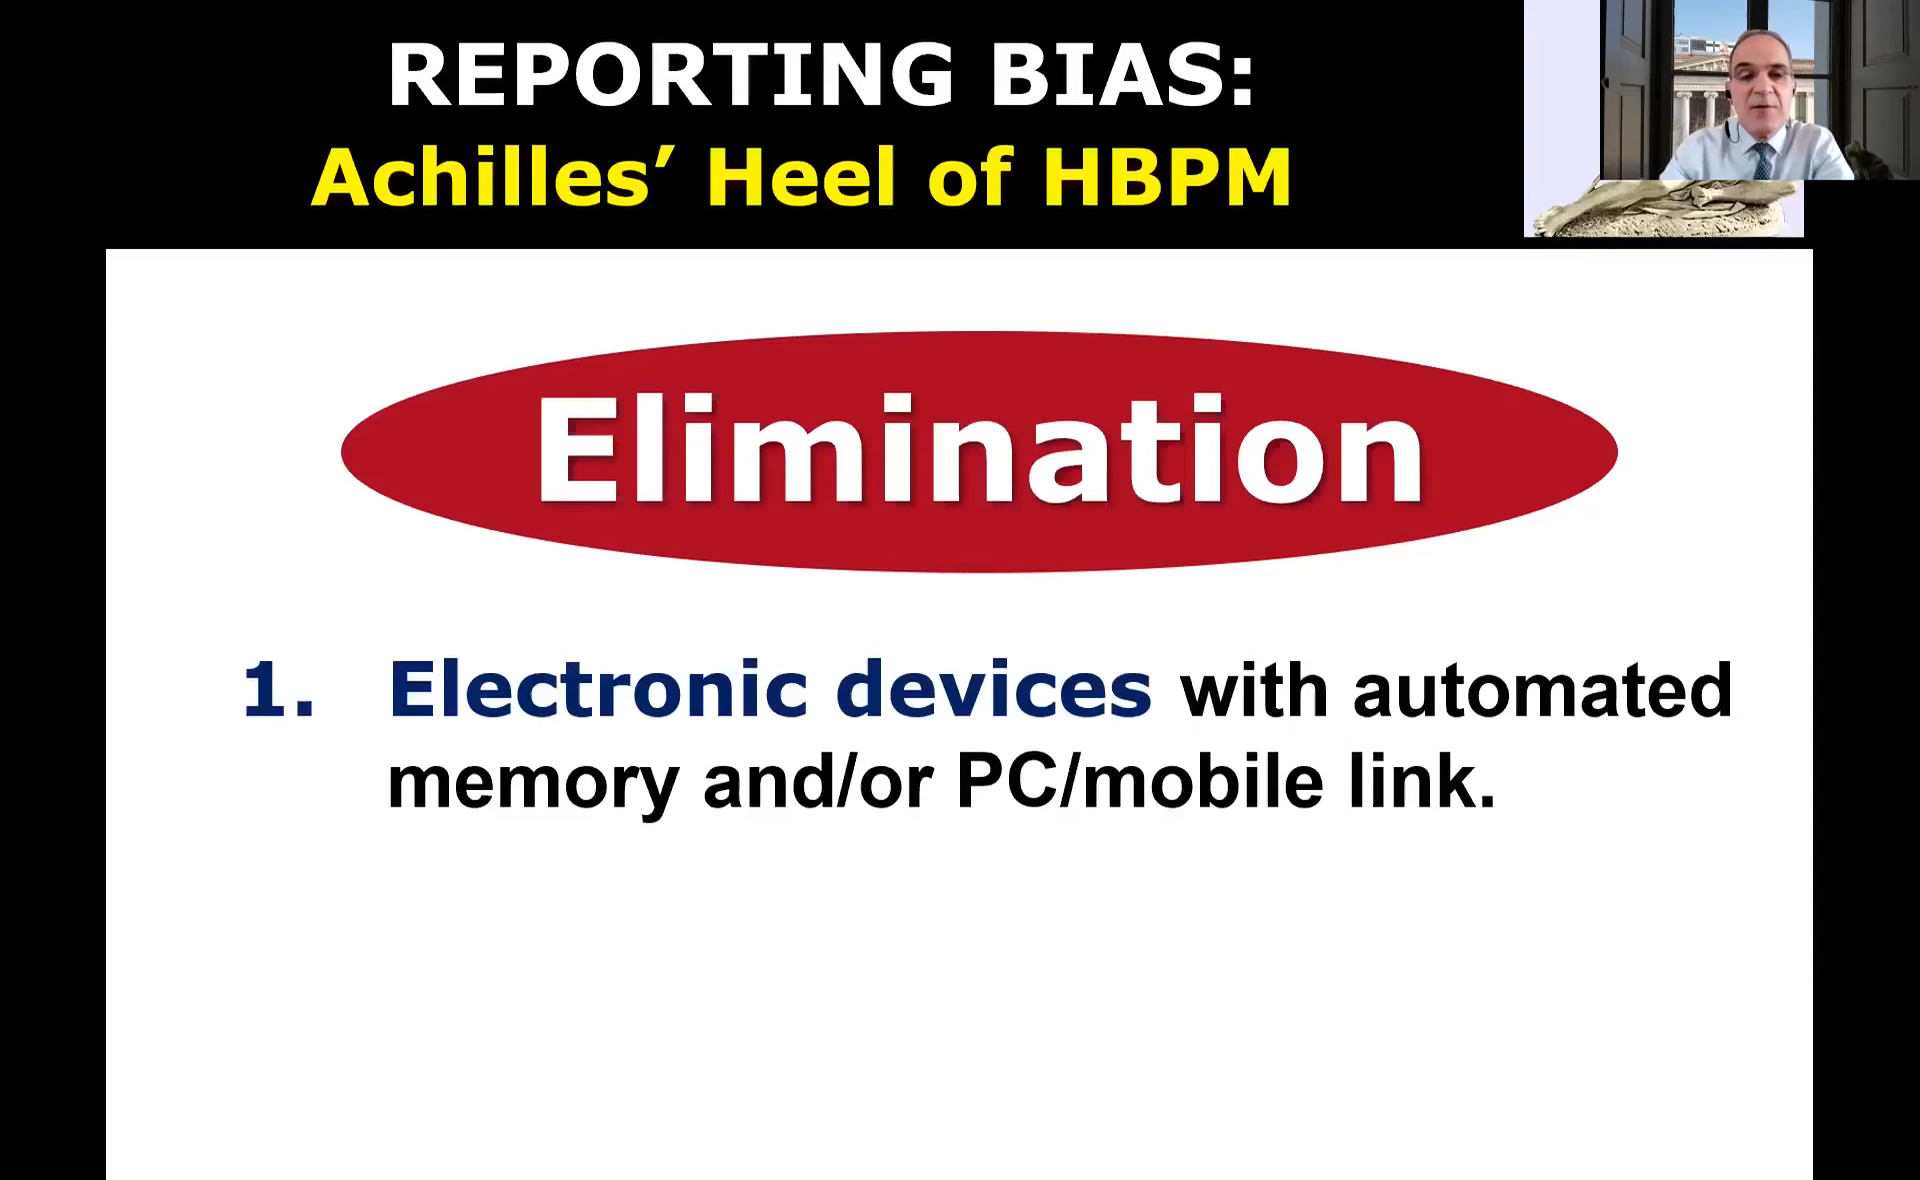 REPORTING BIAS:
Achilles’ Heel of HBPM
Elimination
1. Electronic devices with automated
memory and/or PC/mobile link.